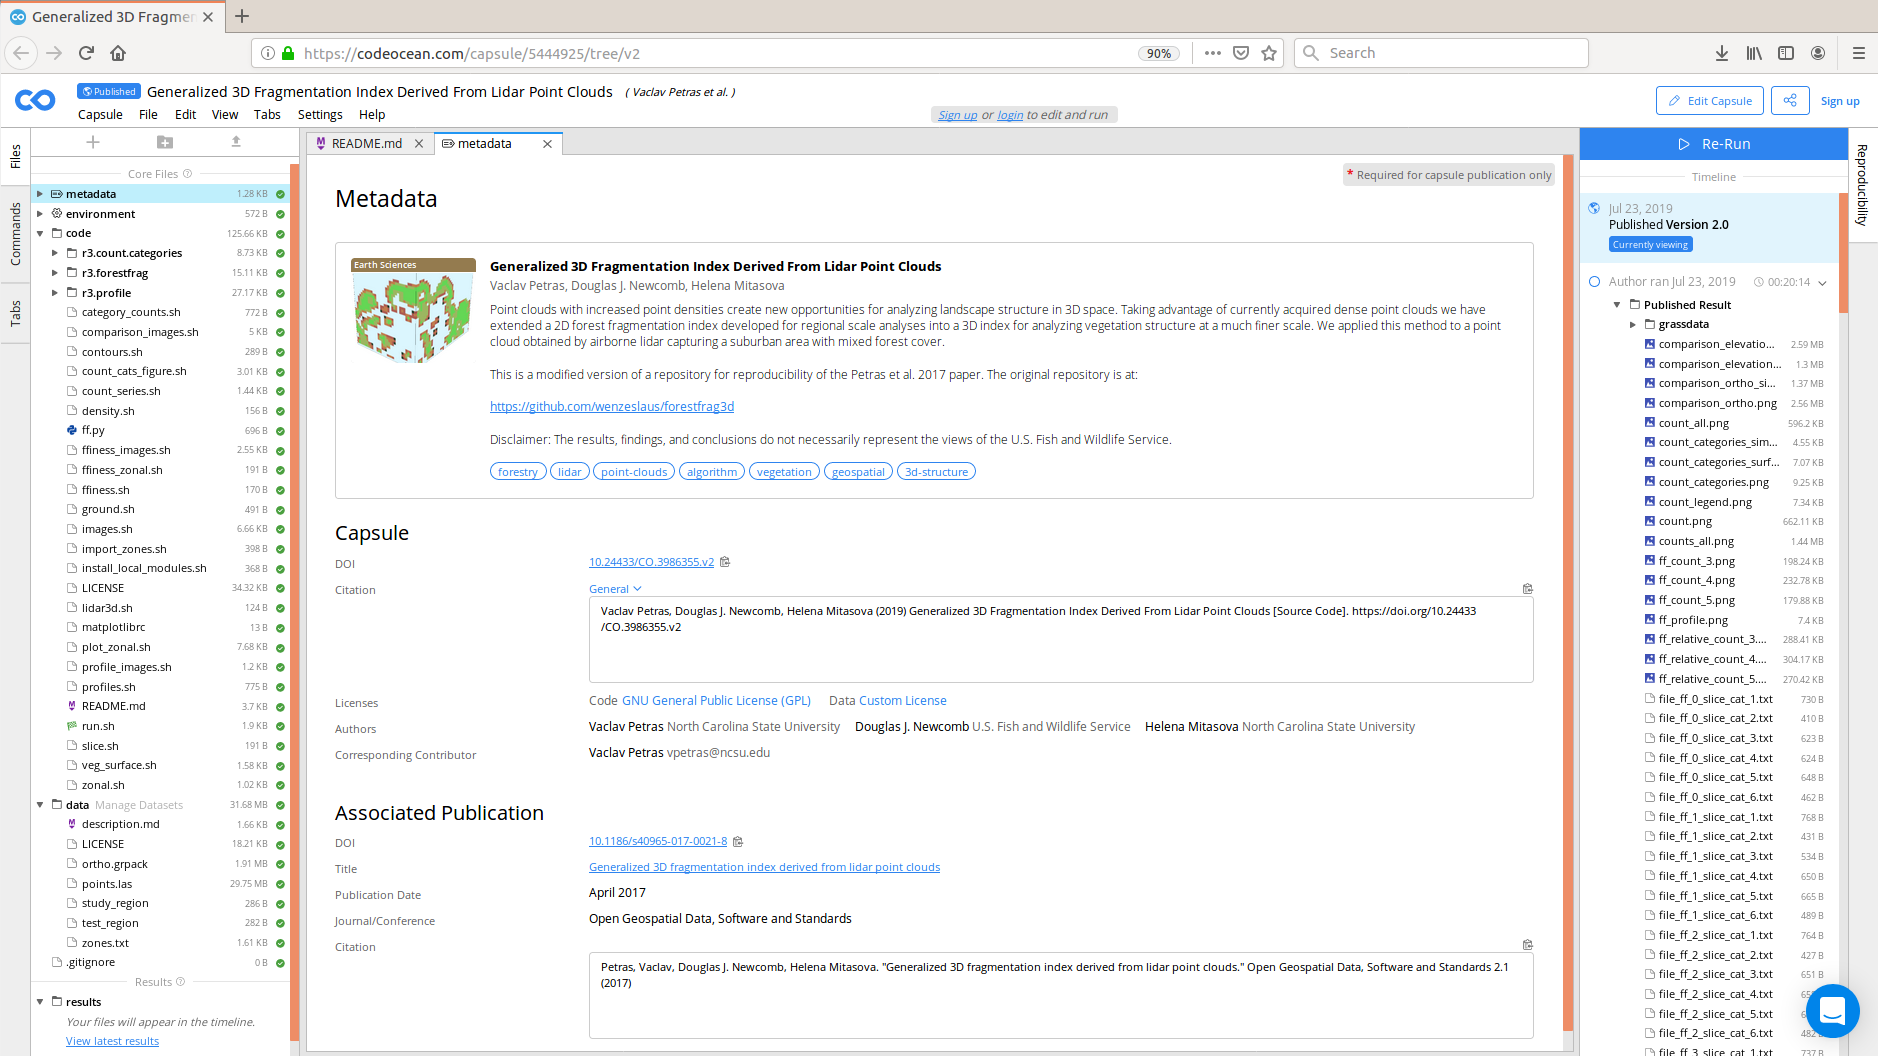 Generalized 3D Fragmen
https://codeocean.com/capsule/5444925/tree/v2
90%
Search
Published
Generalized 3D Fragmentation Index Derived From Lidar Point Clouds
( Vaclav Petras et al. )
Capsule File Edit View Tabs Settings Help
Sign up or login to edit and run
Edit Capsule
Sign up
Files
Commands
Tabs
Core Files
metadata 1.28 KB
environment 572 B
code 125.66 KB
r3.count.categories 8.73 KB
r3.forestfrag 15.11 KB
r3.profile 27.17 KB
category_counts.sh 772 B
comparison_images.sh 5 KB
contours.sh 289 B
count_cats_figure.sh 3.01 KB
count_series.sh 1.44 KB
density.sh 156 B
ff.py 696 B
ffiness_images.sh 2.55 KB
ffiness_zonal.sh 191 B
ffiness.sh 170 B
ground.sh 491 B
images.sh 6.66 KB
import_zones.sh 398 B
install_local_modules.sh 368 B
LICENSE 34.32 KB
lidar3d.sh 124 B
matplotlibrc 13 B
plot_zonal.sh 7.68 KB
profile_images.sh 1.2 KB
profiles.sh 775 B
README.md 3.7 KB
run.sh 1.9 KB
slice.sh 191 B
veg_surface.sh 1.58 KB
zonal.sh 1.02 KB
data Manage Datasets 31.68 MB
description.md 1.66 KB
LICENSE 18.21 KB
ortho.grpack 1.91 MB
points.las 29.75 MB
study_region 286 B
test_region 282 B
zones.txt 1.61 KB
.gitignore 0 B
Results
results
Your files will appear in the timeline.
View latest results
README.md
metadata
* Required for capsule publication only
Metadata
Earth Sciences
Generalized 3D Fragmentation Index Derived From Lidar Point Clouds
Vaclav Petras, Douglas J. Newcomb, Helena Mitasova
Point clouds with increased point densities create new opportunities for analyzing landscape structure in 3D space. Taking advantage of currently acquired dense point clouds we have
extended a 2D forest fragmentation index developed for regional scale analyses into a 3D index for analyzing vegetation structure at a much finer scale. We applied this method to a point
cloud obtained by airborne lidar capturing a suburban area with mixed forest cover.
This is a modified version of a repository for reproducibility of the Petras et al. 2017 paper. The original repository is at:
https://github.com/wenzeslaus/forestfrag3d
Disclaimer: The results, findings, and conclusions do not necessarily represent the views of the U.S. Fish and Wildlife Service.
forestry lidar point-clouds algorithm vegetation geospatial 3d-structure
Capsule
DOI 10.24433/CO.3986355.v2
Citation General
Vaclav Petras, Douglas J. Newcomb, Helena Mitasova (2019) Generalized 3D Fragmentation Index Derived From Lidar Point Clouds [Source Code]. https://doi.org/10.24433
/CO.3986355.v2
Licenses Code GNU General Public License (GPL) Data Custom License
Authors Vaclav Petras North Carolina State University Douglas J. Newcomb U.S. Fish and Wildlife Service Helena Mitasova North Carolina State University
Corresponding Contributor Vaclav Petras vpetras@ncsu.edu
Associated Publication
DOI 10.1186/s40965-017-0021-8
Title Generalized 3D fragmentation index derived from lidar point clouds
Publication Date April 2017
Journal/Conference Open Geospatial Data, Software and Standards
Citation
Petras, Vaclav, Douglas J. Newcomb, Helena Mitasova. "Generalized 3D fragmentation index derived from lidar point clouds." Open Geospatial Data, Software and Standards 2.1
(2017)
Re-Run
Reproducibility
Timeline
Jul 23, 2019
Published Version 2.0
Currently viewing
Author ran Jul 23, 2019 00:20:14
Published Result
grassdata
comparison_elevatio... 2.59 MB
comparison_elevation... 1.3 MB
comparison_ortho_si... 1.37 MB
comparison_ortho.png 2.56 MB
count_all.png 596.2 KB
count_categories_sim... 4.55 KB
count_categories_surf... 7.07 KB
count_categories.png 9.25 KB
count_legend.png 7.34 KB
count.png 662.11 KB
counts_all.png 1.44 MB
ff_count_3.png 198.24 KB
ff_count_4.png 232.78 KB
ff_count_5.png 179.88 KB
ff_profile.png 7.4 KB
ff_relative_count_3.... 288.41 KB
ff_relative_count_4.... 304.17 KB
ff_relative_count_5.... 270.42 KB
file_ff_0_slice_cat_1.txt 730 B
file_ff_0_slice_cat_2.txt 410 B
file_ff_0_slice_cat_3.txt 623 B
file_ff_0_slice_cat_4.txt 624 B
file_ff_0_slice_cat_5.txt 648 B
file_ff_0_slice_cat_6.txt 462 B
file_ff_1_slice_cat_1.txt 768 B
file_ff_1_slice_cat_2.txt 431 B
file_ff_1_slice_cat_3.txt 534 B
file_ff_1_slice_cat_4.txt 650 B
file_ff_1_slice_cat_5.txt 665 B
file_ff_1_slice_cat_6.txt 489 B
file_ff_2_slice_cat_1.txt 764 B
file_ff_2_slice_cat_2.txt 427 B
file_ff_2_slice_cat_3.txt 651 B
file_ff_2_slice_cat_4.txt
file_ff_2_slice_cat_5.txt
file_ff_2_slice_cat_6.txt 482
file_ff_3_slice_cat_1.txt 737 B